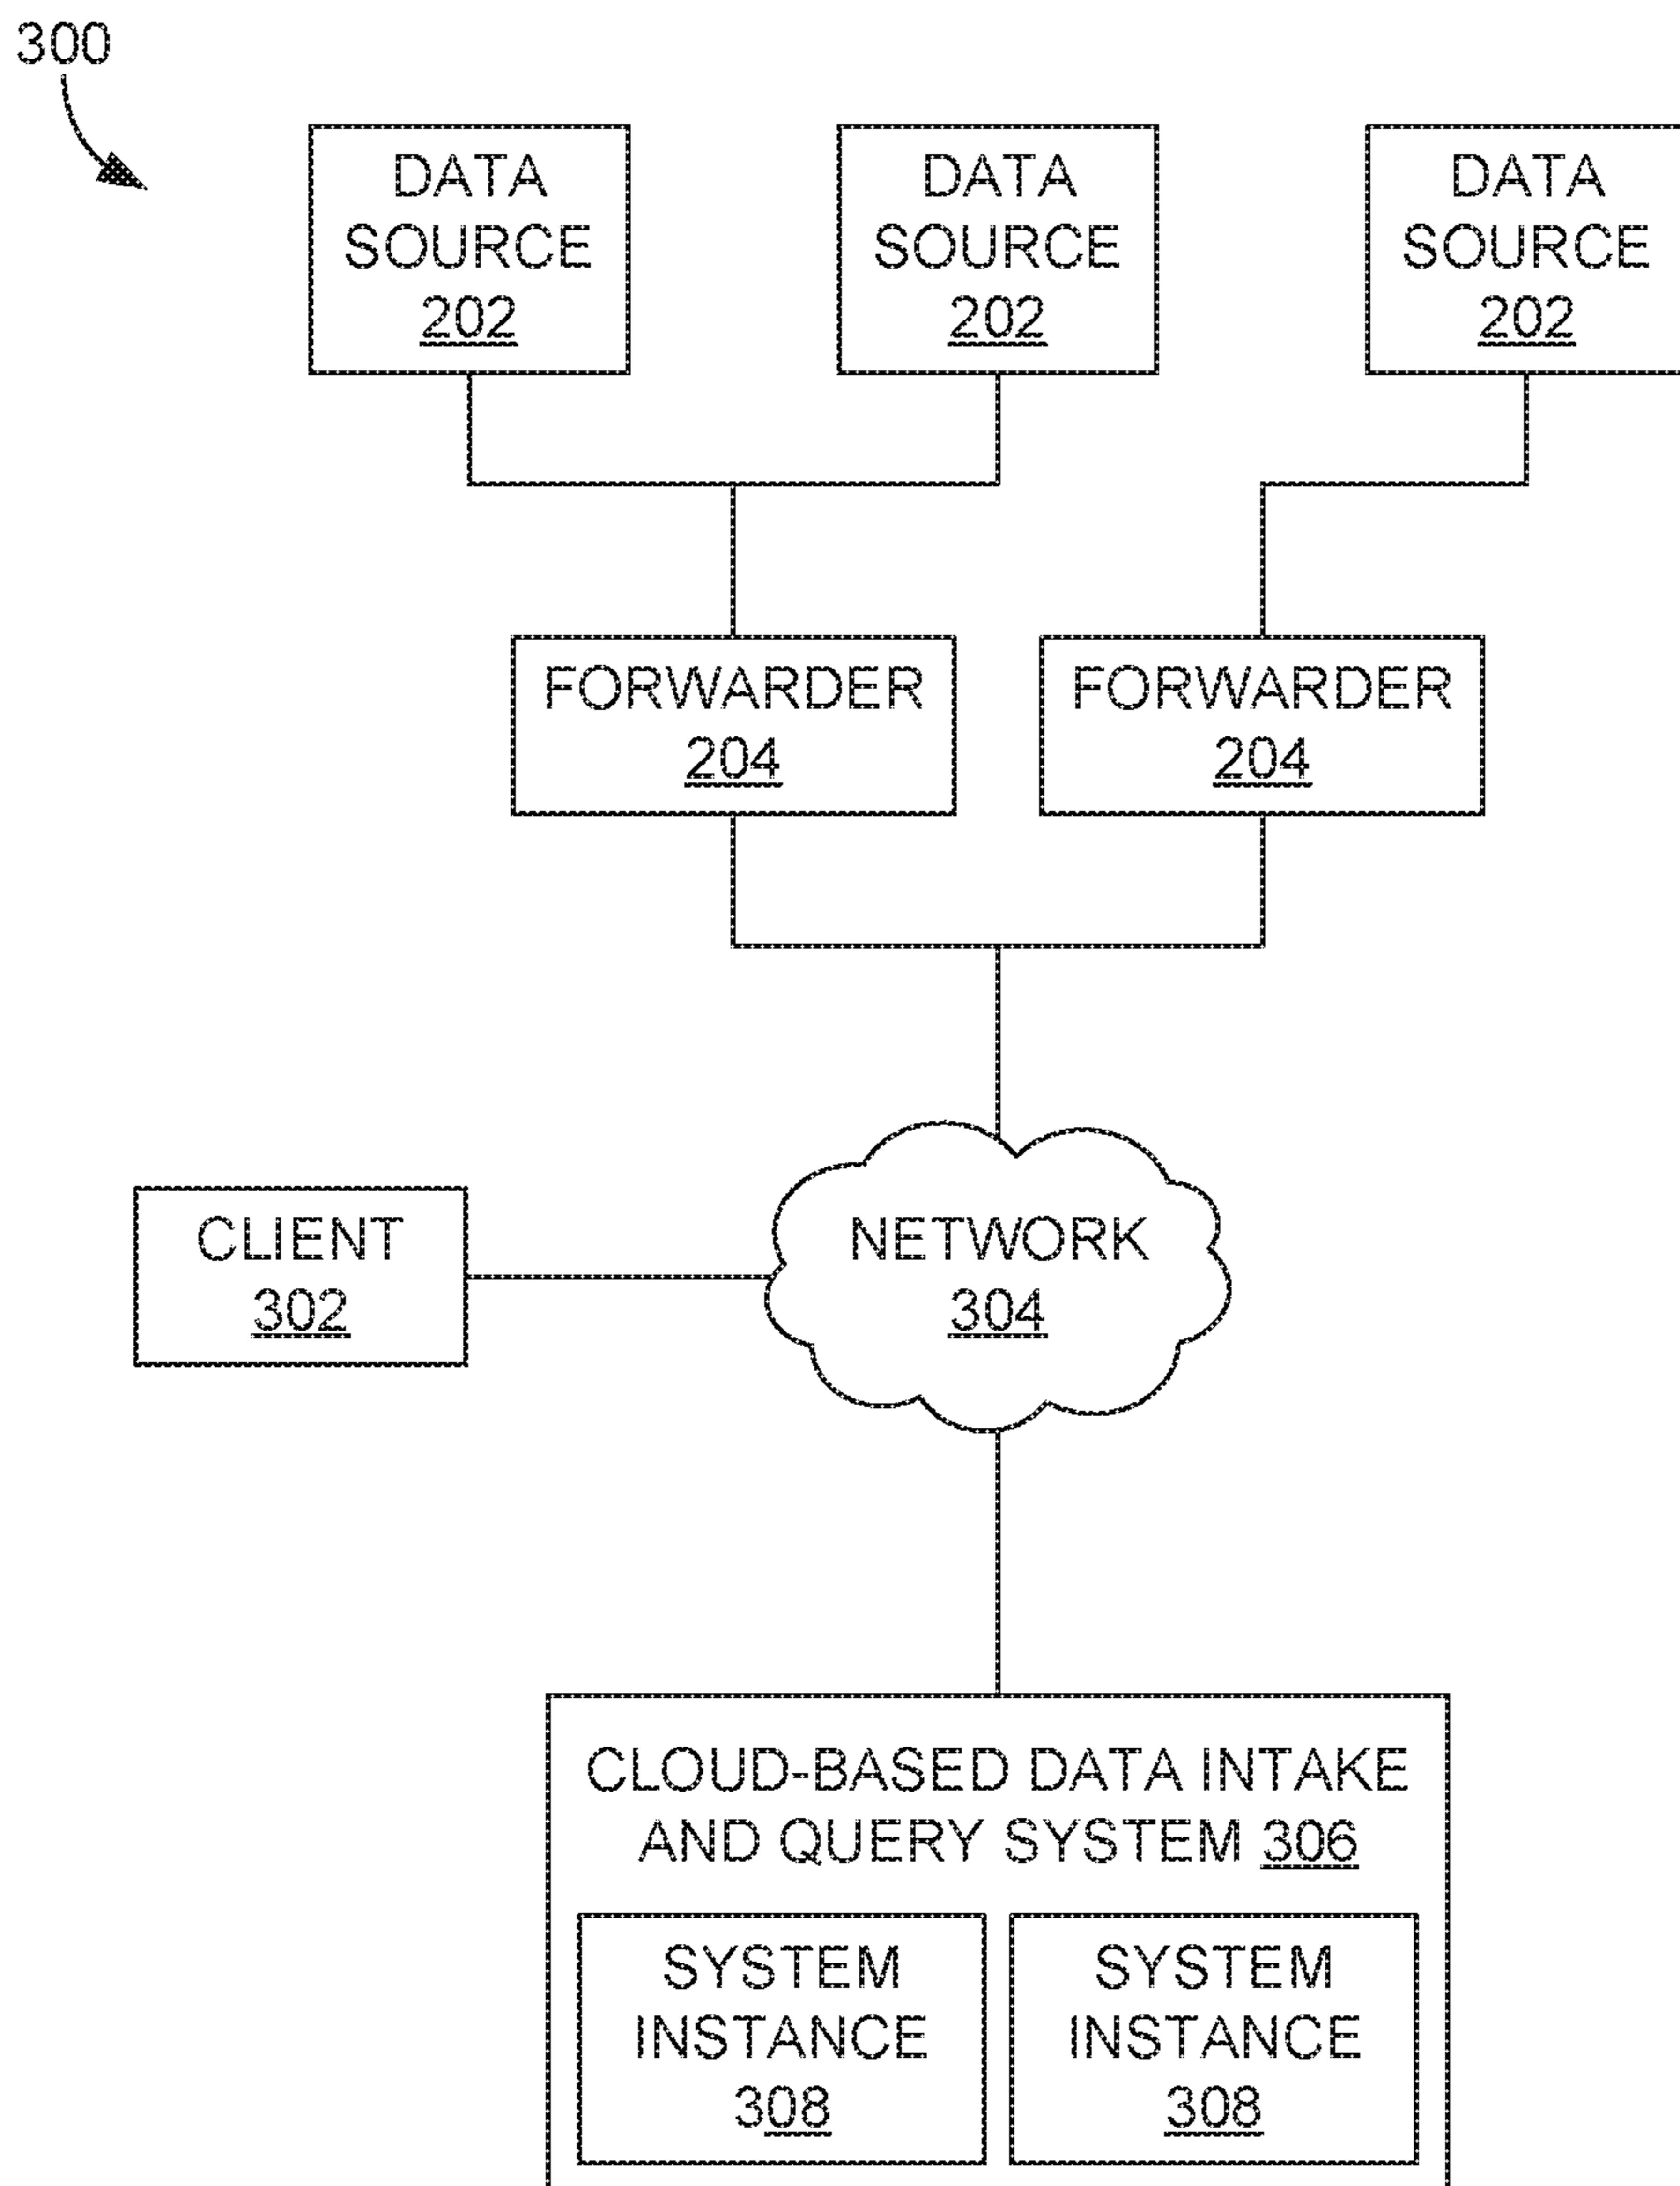 300
DATA
SOURCE
202
DATA
SOURCE
202
DATA
SOURCE
202
FORWARDER
204
FORWARDER
204
CLIENT
302
NETWORK
304
CLOUD-BASED DATA INTAKE
AND QUERY SYSTEM 306
SYSTEM
INSTANCE
308
SYSTEM
INSTANCE
308